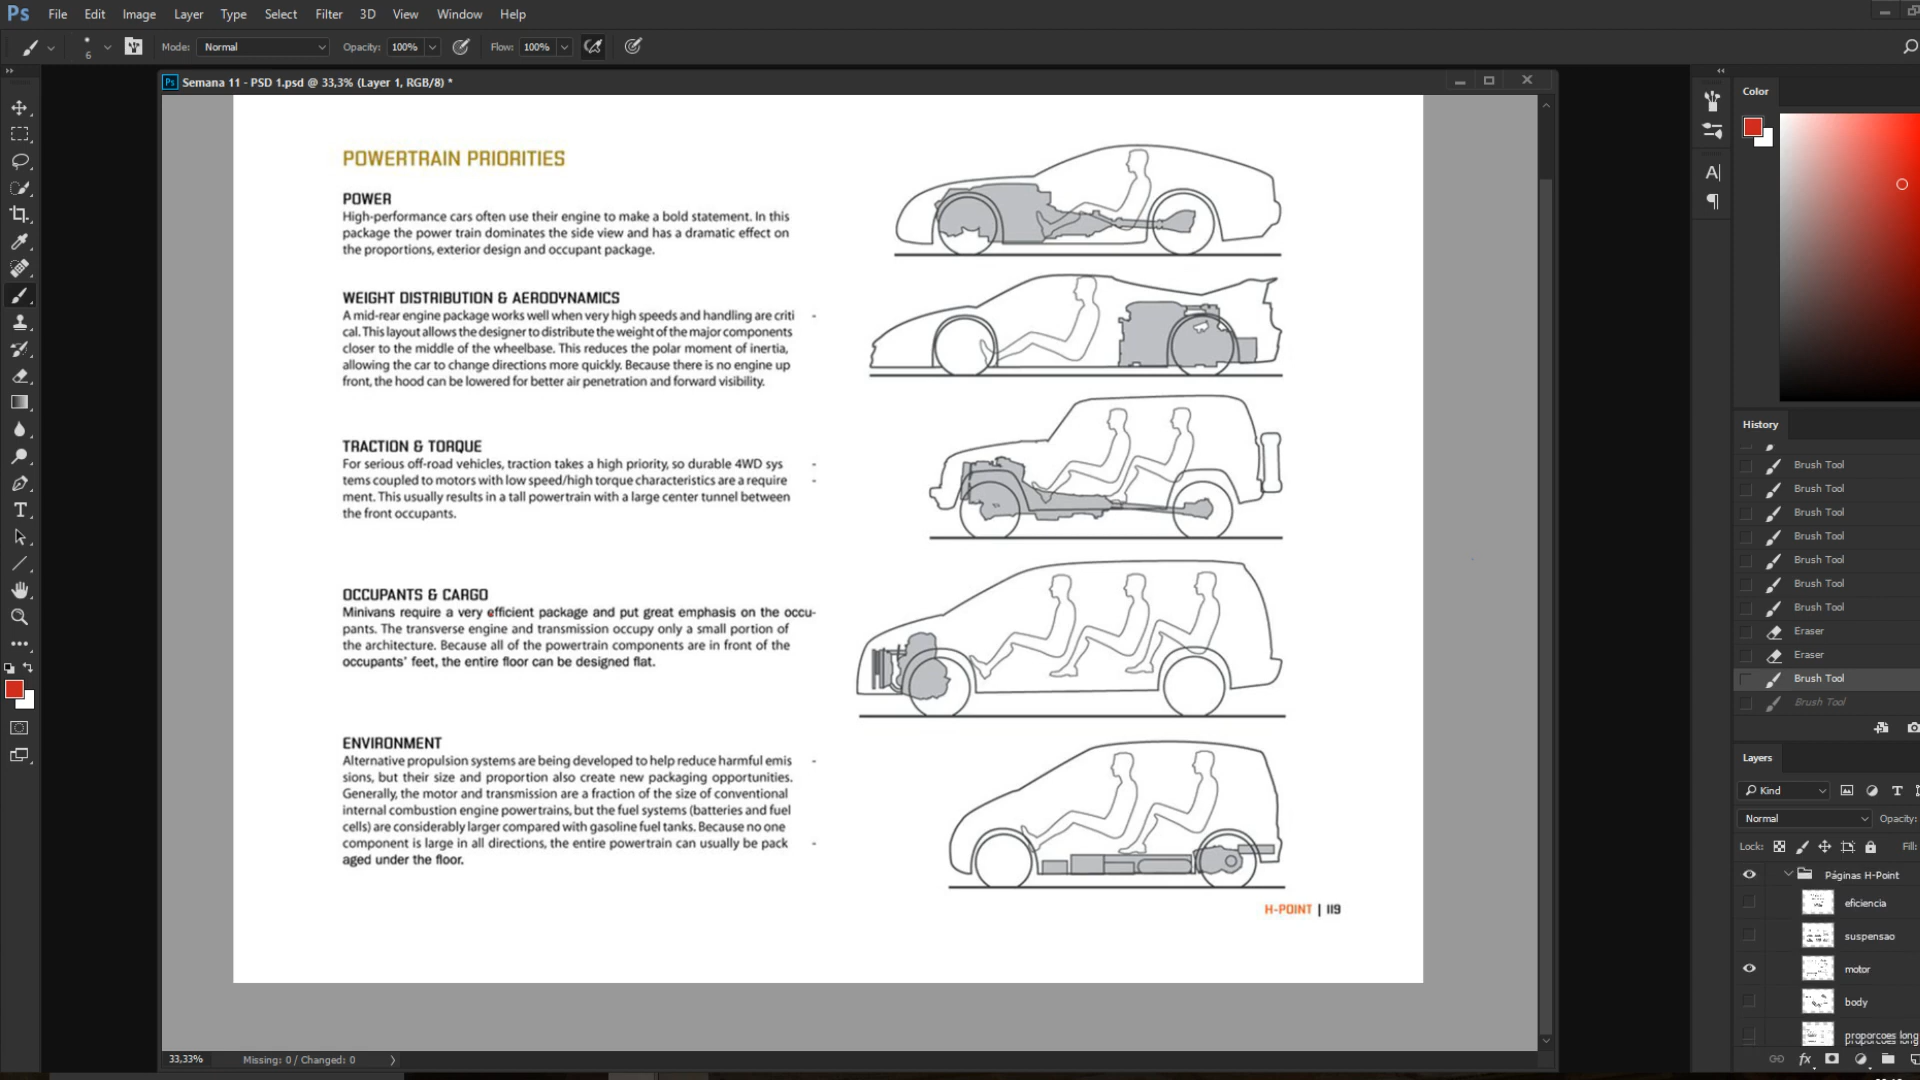 Ps File Edit Image Layer Type Select Filter 3D View Window Help
6 Mode: Normal Opacity: 100% Flow: 100%
Semana 11 - PSD 1.psd @ 33,3% (Layer 1, RGB/8) *
POWERTRAIN PRIORITIES
POWER
High-performance cars often use their engine to make a bold statement. In this
package the power train dominates the side view and has a dramatic effect on
the proportions, exterior design and occupant package.
WEIGHT DISTRIBUTION & AERODYNAMICS
A mid-rear engine package works well when very high speeds and handling are criti -
cal. This layout allows the designer to distribute the weight of the major components
closer to the middle of the wheelbase. This reduces the polar moment of inertia,
allowing the car to change directions more quickly. Because there is no engine up
front, the hood can be lowered for better air penetration and forward visibility.
TRACTION & TORQUE
For serious off-road vehicles, traction takes a high priority, so durable 4WD sys -
tems coupled to motors with low speed/high torque characteristics are a require -
ment. This usually results in a tall powertrain with a large center tunnel between
the front occupants.
OCCUPANTS & CARGO
Minivans require a very efficient package and put great emphasis on the occu-
pants. The transverse engine and transmission occupy only a small portion of
the architecture. Because all of the powertrain components are in front of the
occupants' feet, the entire floor can be designed flat.
ENVIRONMENT
Alternative propulsion systems are being developed to help reduce harmful emis -
sions, but their size and proportion also create new packaging opportunities.
Generally, the motor and transmission are a fraction of the size of conventional
internal combustion engine powertrains, but the fuel systems (batteries and fuel
cells) are considerably larger compared with gasoline fuel tanks. Because no one
component is large in all directions, the entire powertrain can usually be pack -
aged under the floor.
H-POINT | 119
33,33% Missing: 0 / Changed: 0
Color
History
Brush Tool
Brush Tool
Brush Tool
Brush Tool
Brush Tool
Brush Tool
Brush Tool
Eraser
Eraser
Brush Tool
Brush Tool
Layers
Kind
Normal Opacity:
Lock: Fill:
Páginas H-Point
eficiencia
suspensao
motor
body
proporcoes long
fx